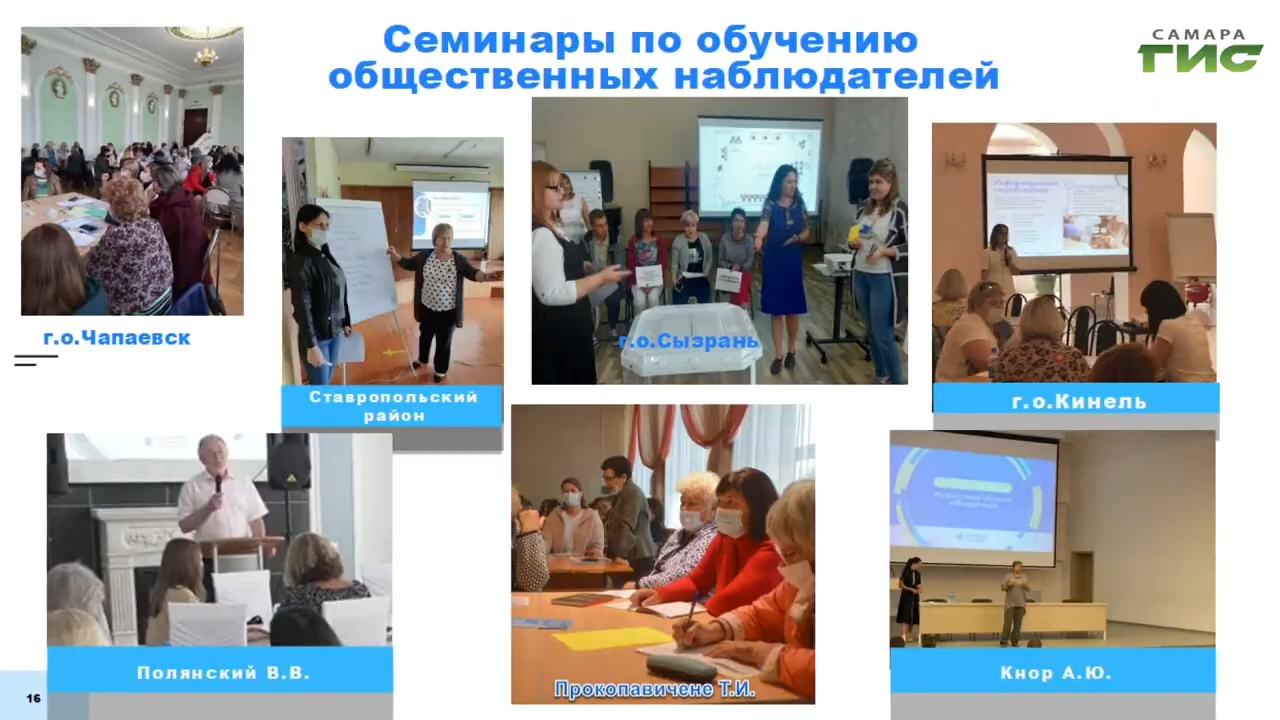 Семинары по обучению
общественных наблюдателей
САМАРА
ГИС
г.о.Чапаевск
Ставропольский
район
г.о.Сызрань
г.о.Кинель
Полянский В.В.
Прокопавичене Т.И.
Кнор А.Ю.
16